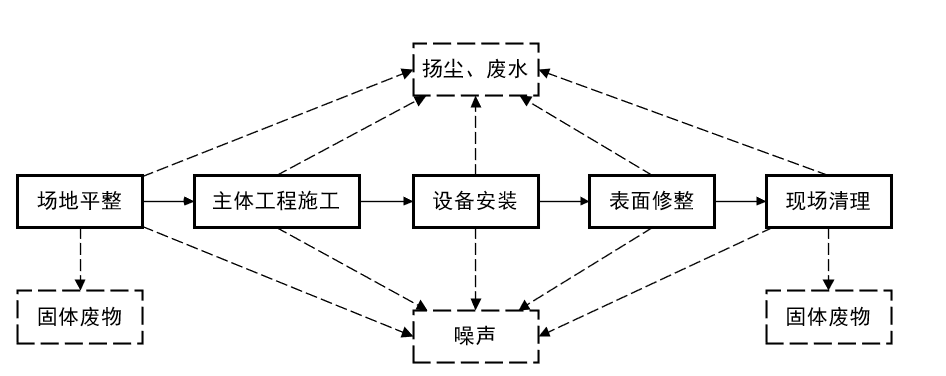 扬尘、废水
场地平整
主体工程施工
设备安装
表面修整
现场清理
固体废物
噪声
固体废物